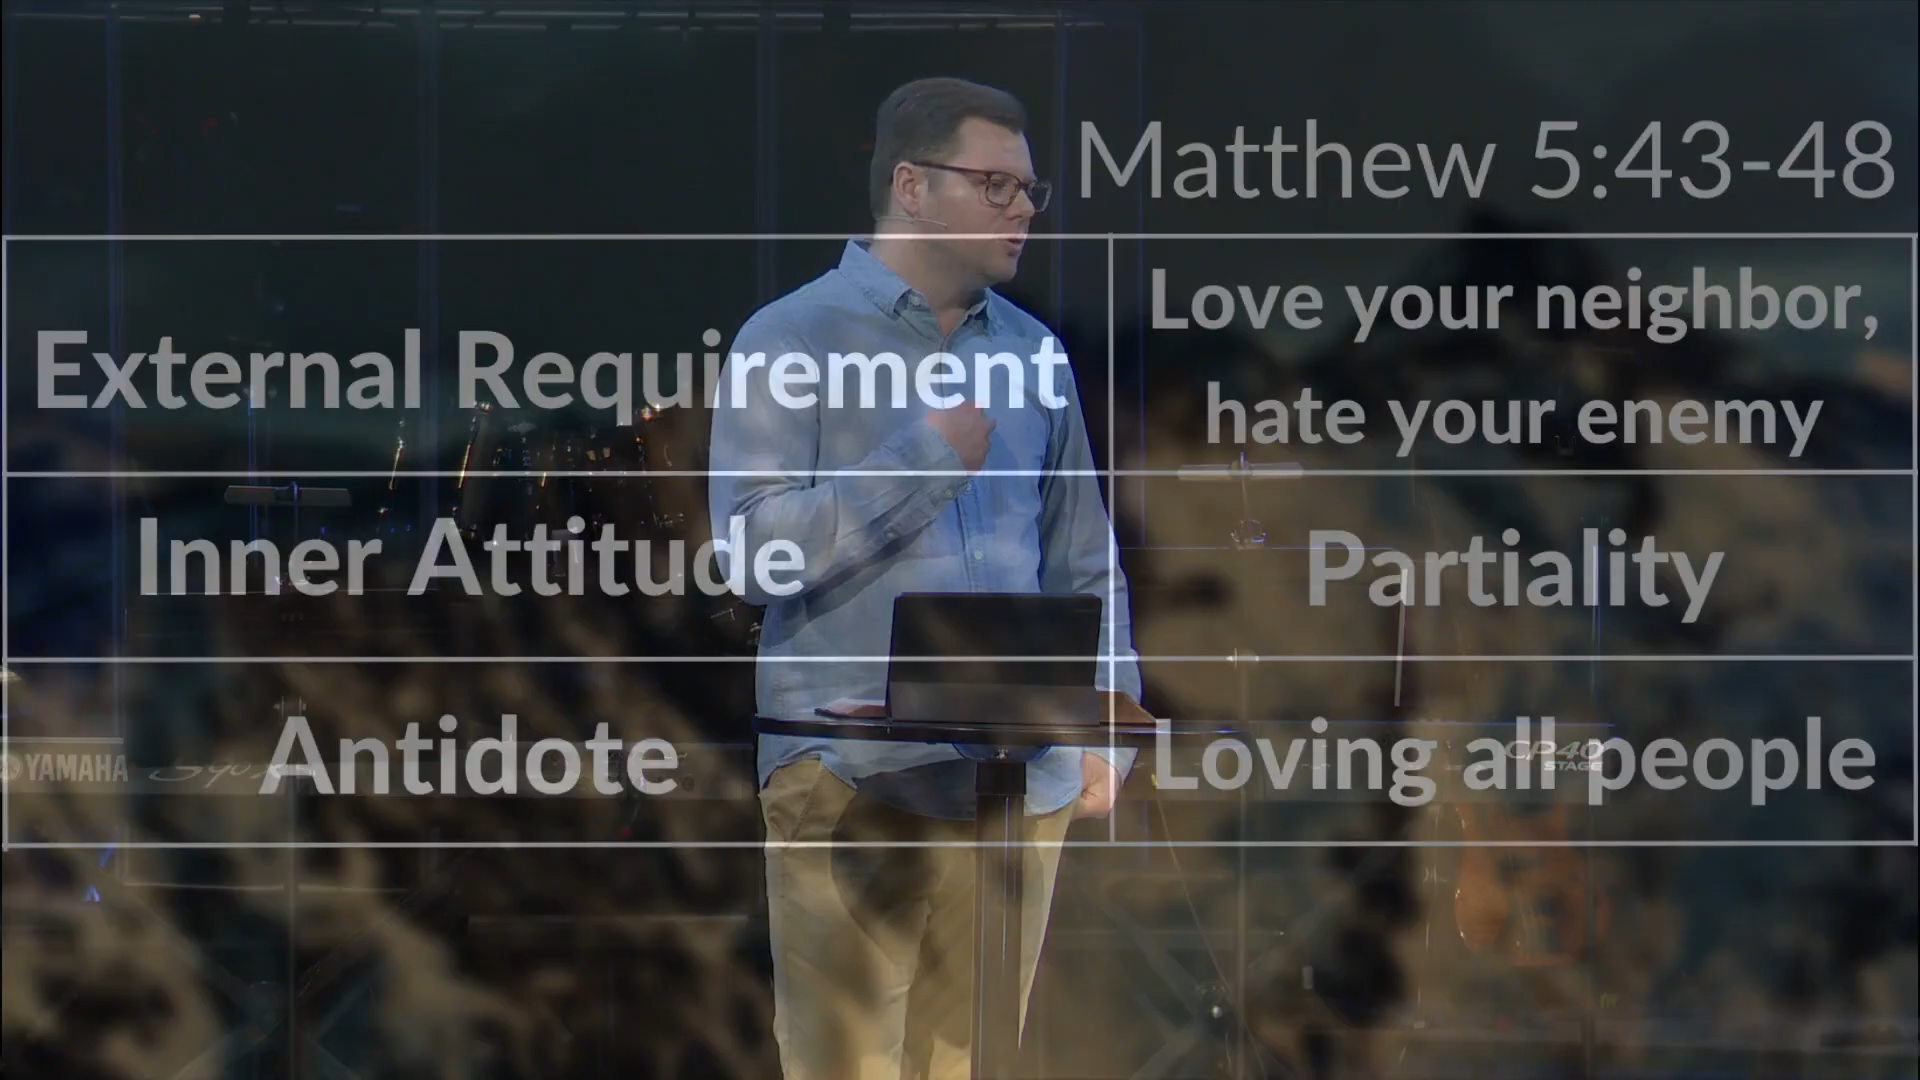 Matthew 5:43-48
External Requirement
Love your neighbor,
hate your enemy
Inner Attitude
Partiality
Antidote
Loving all people
YAMAHA
CP40
STAGE